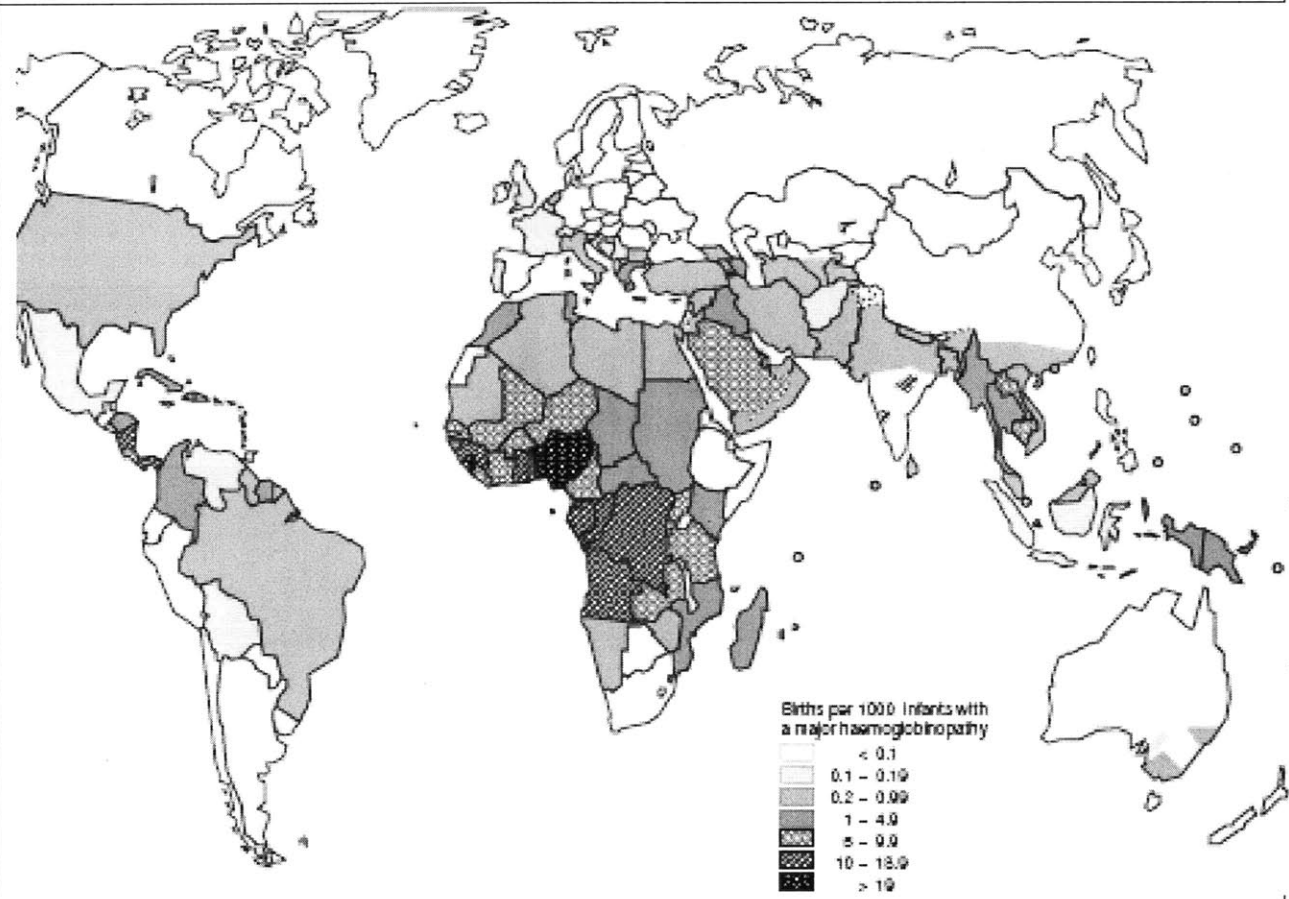 Births per 1000 infants with
a major haemoglobinopathy
< 0.1
0.1 – 0.19
0.2 – 0.99
1 – 4.9
5 – 9.9
10 – 18.9
> 19